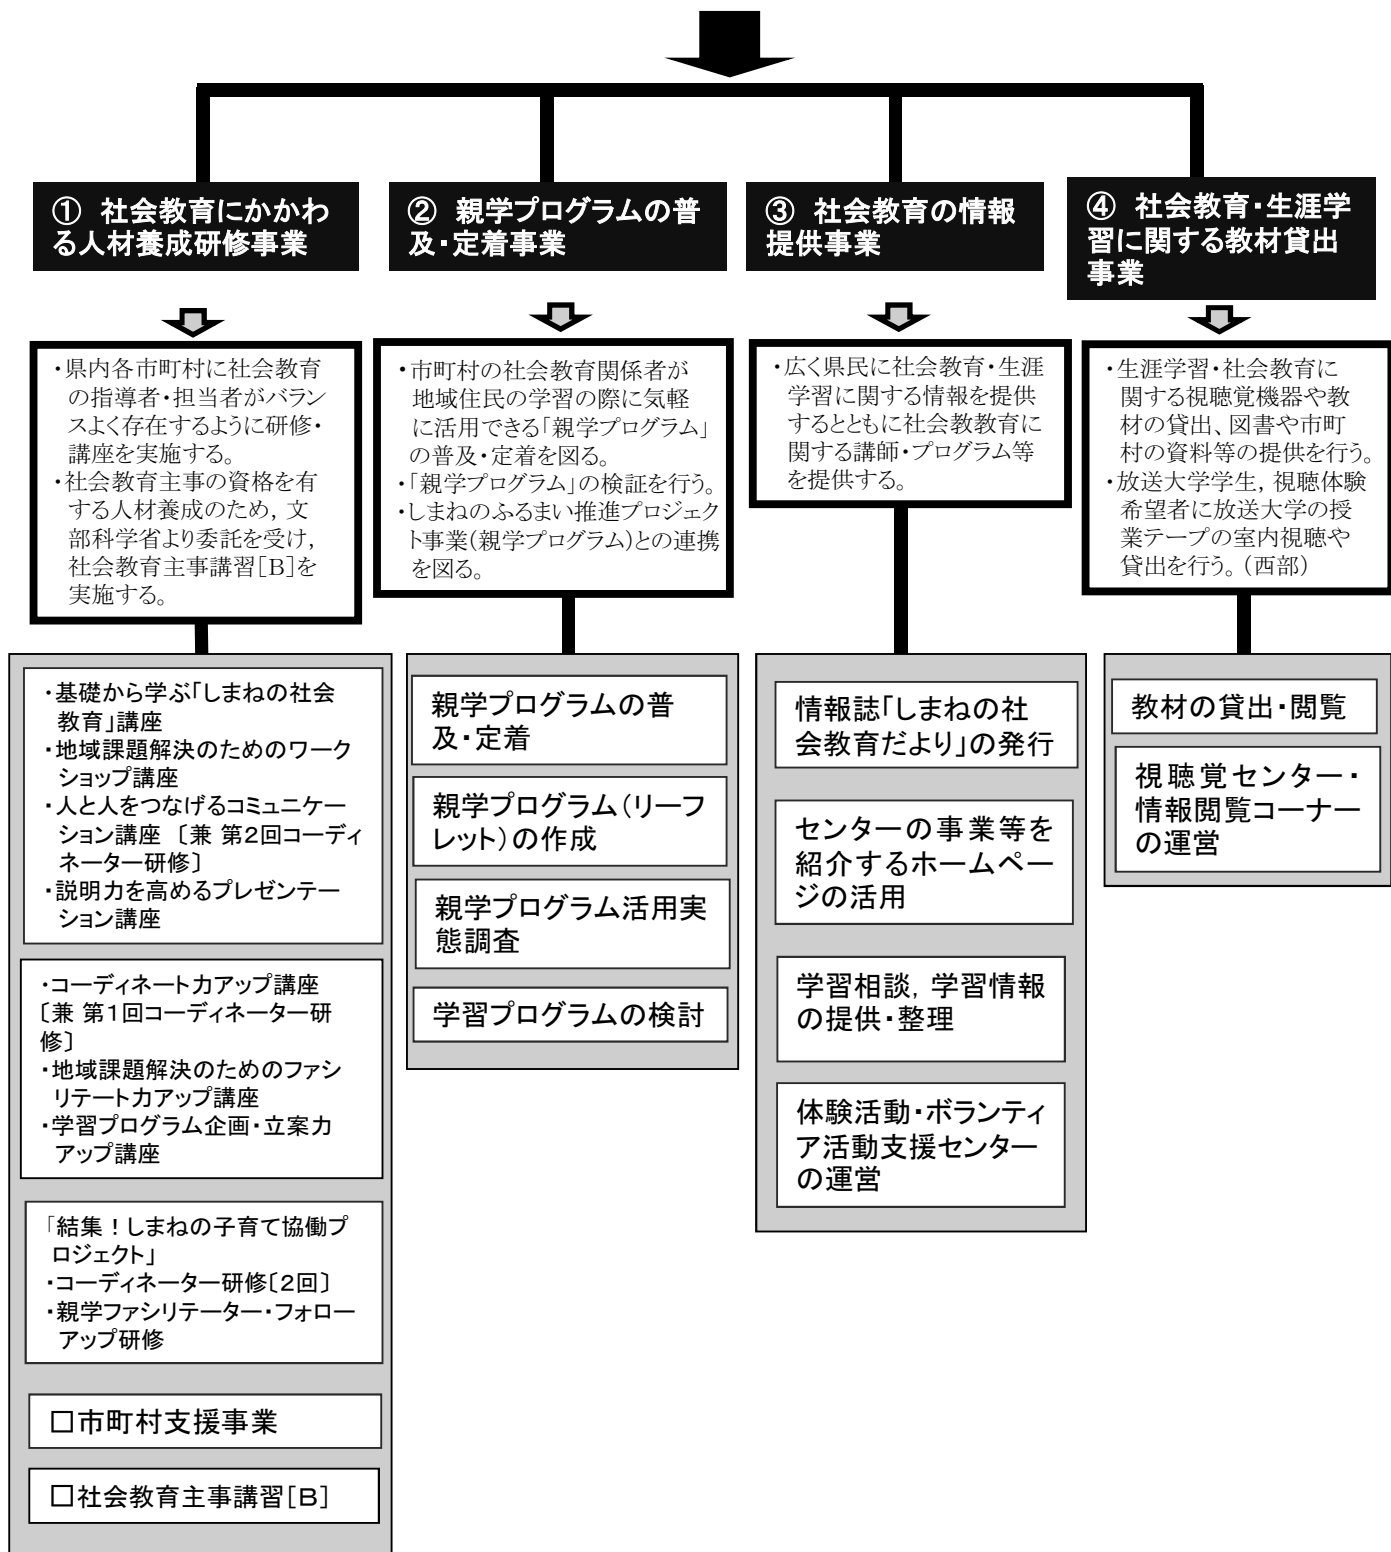 ① 社会教育にかかわ
る人材養成研修事業
② 親学プログラムの普
及・定着事業
③ 社会教育の情報
提供事業
④ 社会教育・生涯学
習に関する教材貸出
事業
・県内各市町村に社会教育
の指導者・担当者がバラン
スよく存在するように研修・
講座を実施する。
・社会教育主事の資格を有
する人材養成のため，文
部科学省より委託を受け，
社会教育主事講習［B］を
実施する。
・市町村の社会教育関係者が
地域住民の学習の際に気軽
に活用できる「親学プログラム」
の普及・定着を図る。
・「親学プログラム」の検証を行う。
・しまねのふるまい推進プロジェク
ト事業（親学プログラム）との連携
を図る。
・広く県民に社会教育・生涯
学習に関する情報を提供
するとともに社会教教育に
関する講師・プログラム等
を提供する。
・生涯学習・社会教育に
関する視聴覚機器や教
材の貸出、図書や市町
村の資料等の提供を行う。
・放送大学学生，視聴体験
希望者に放送大学の授
業テープの室内視聴や
貸出を行う。（西部）
・基礎から学ぶ「しまねの社会
教育」講座
・地域課題解決のためのワーク
ショップ講座
・人と人をつなげるコミュニケー
ション講座 〔兼 第2回コーディ
ネーター研修〕
・説明力を高めるプレゼンテー
ション講座
・コーディネート力アップ講座
〔兼 第1回コーディネーター研
修〕
・地域課題解決のためのファシ
リテート力アップ講座
・学習プログラム企画・立案力
アップ講座
「結集！しまねの子育て協働プ
ロジェクト」
・コーディネーター研修〔2回〕
・親学ファシリテーター・フォロー
アップ研修
□市町村支援事業
□社会教育主事講習［B］
親学プログラムの普
及・定着
親学プログラム（リーフ
レット）の作成
親学プログラム活用実
態調査
学習プログラムの検討
情報誌「しまねの社
会教育だより」の発行
センターの事業等を
紹介するホームペー
ジの活用
学習相談，学習情報
の提供・整理
体験活動・ボランティ
ア活動支援センター
の運営
教材の貸出・閲覧
視聴覚センター・
情報閲覧コーナー
の運営